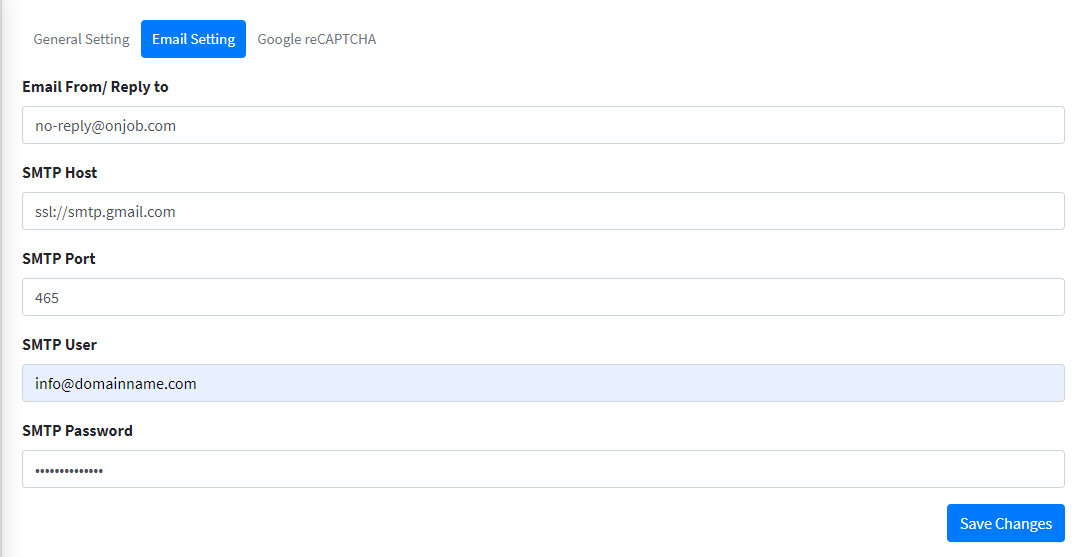 General Setting Email Setting Google reCAPTCHA
Email From/ Reply to
no-reply@onjob.com
SMTP Host
ssl://smtp.gmail.com
SMTP Port
465
SMTP User
info@domainname.com
SMTP Password
••••••••••••••
Save Changes